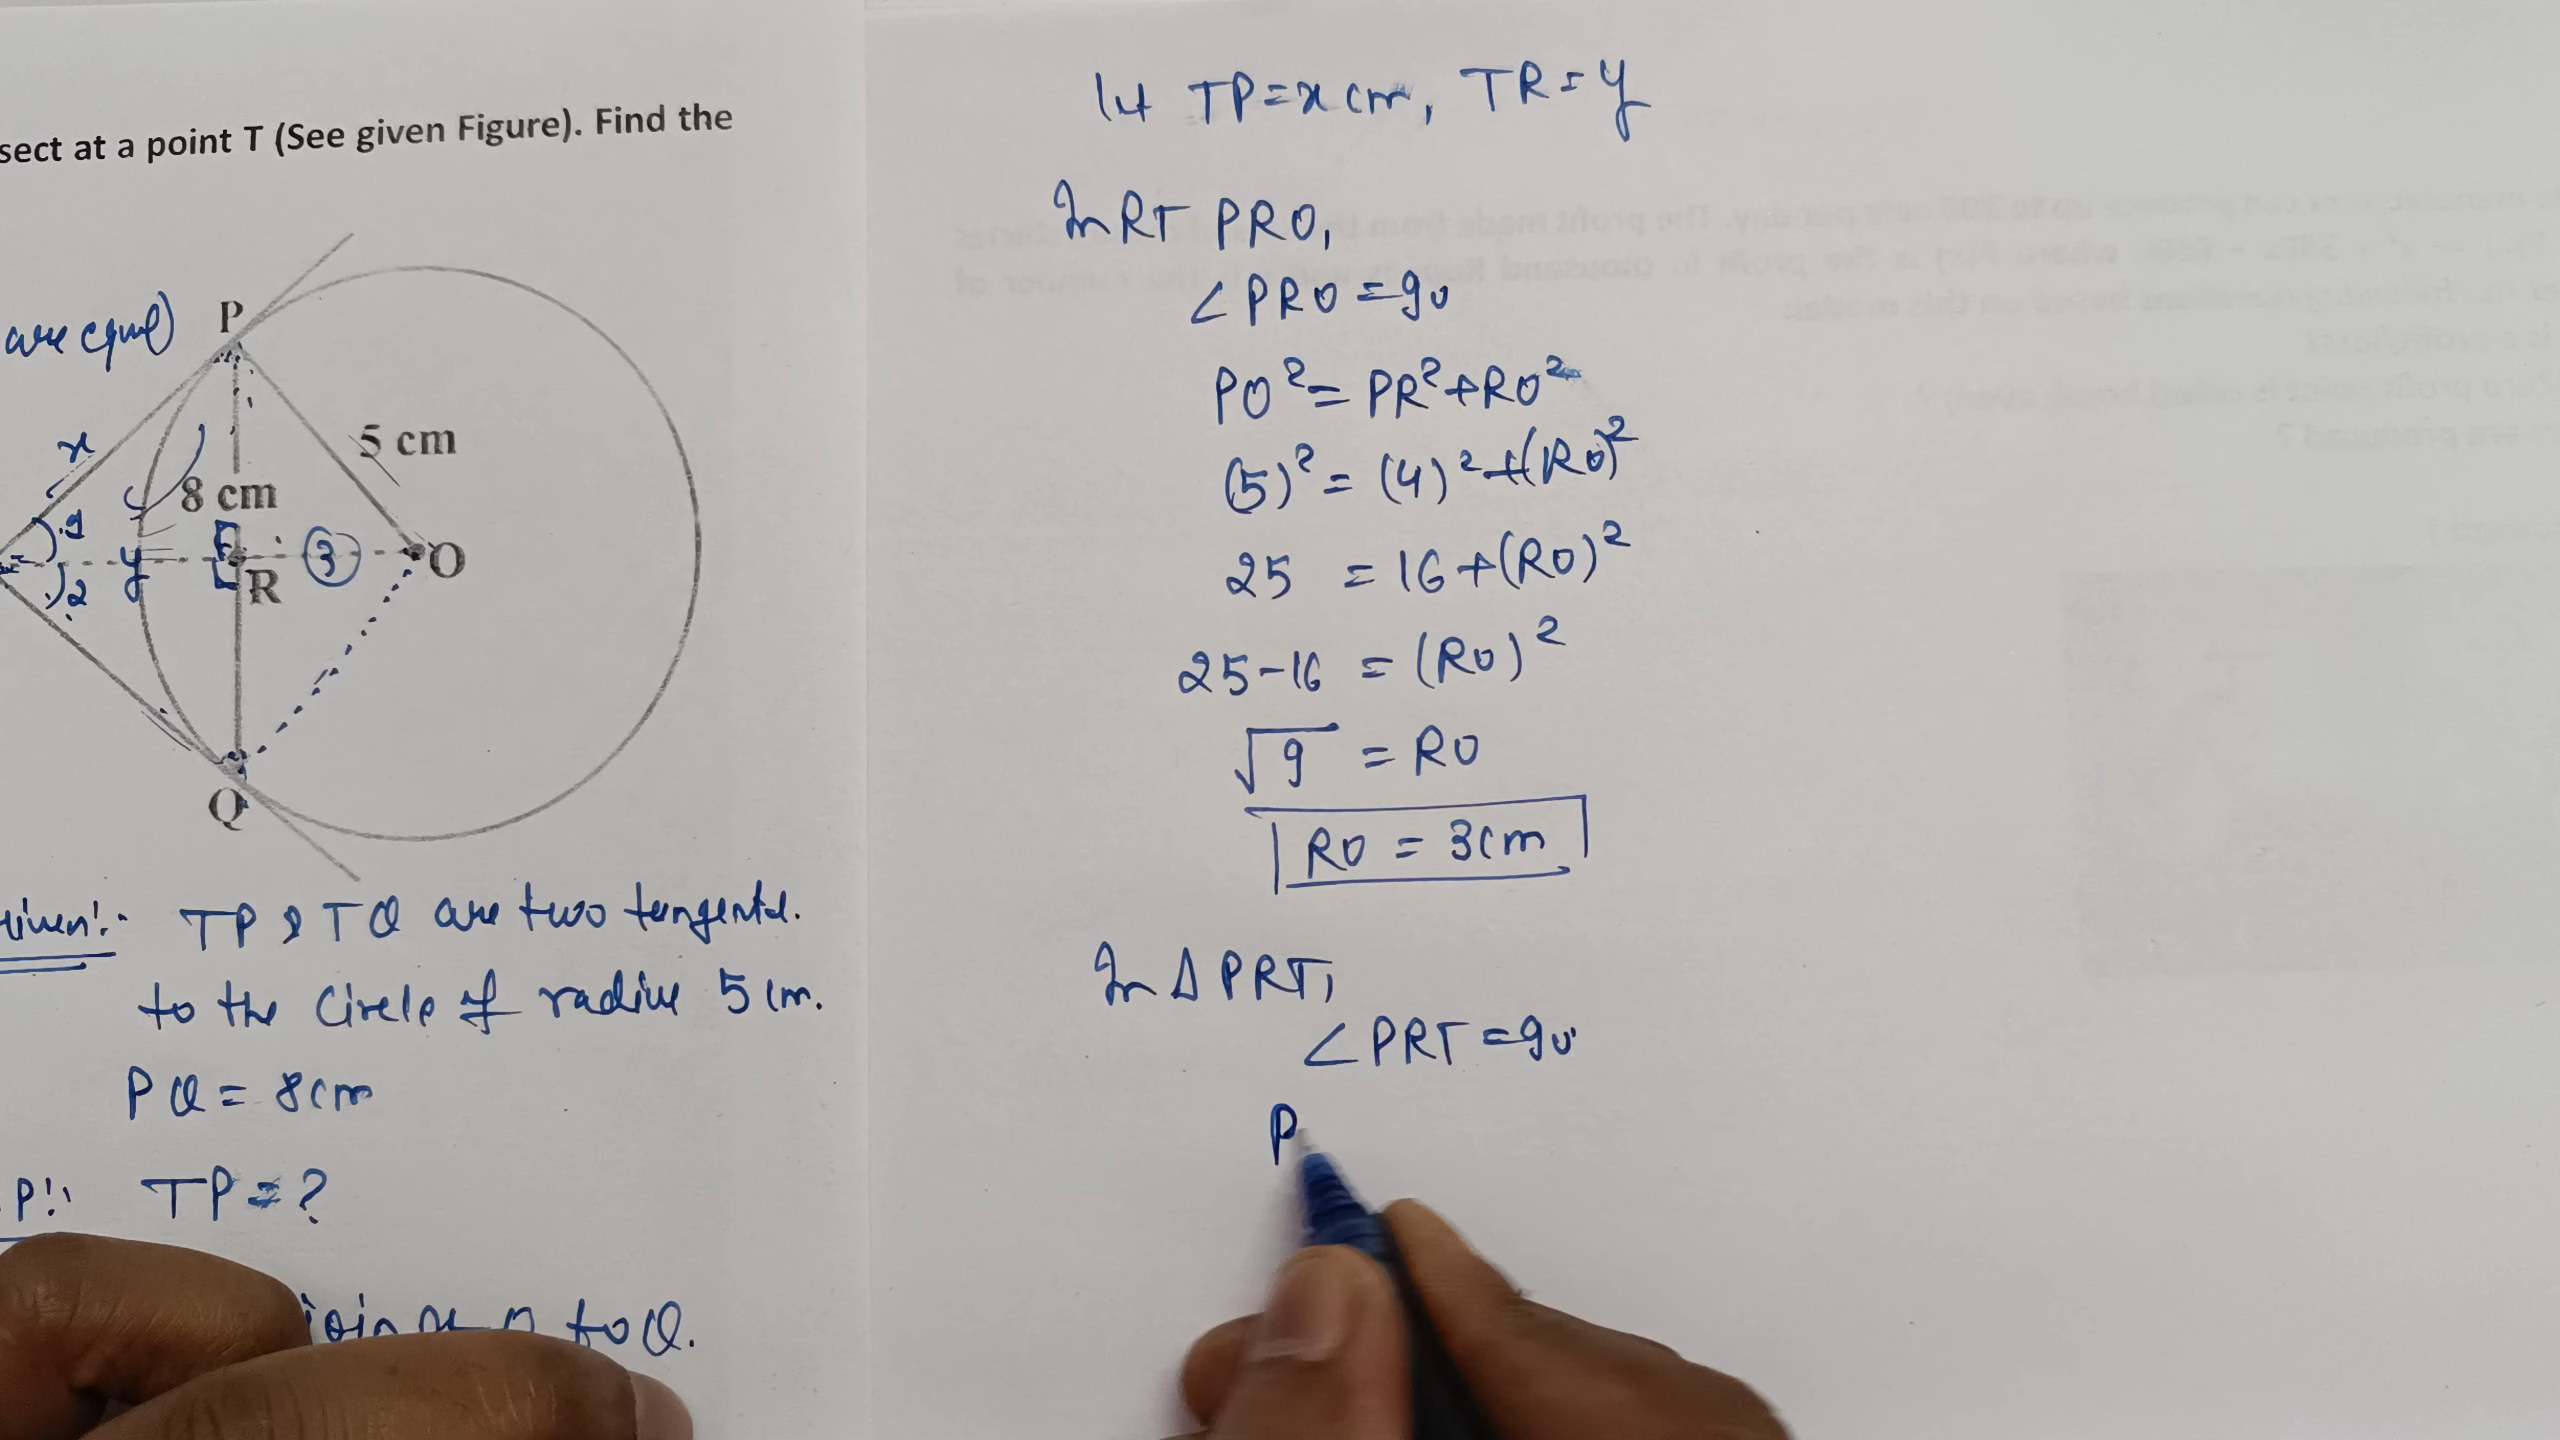 sect at a point T (See given Figure). Find the
are equal)
P
x
5 cm
8 cm
1
y
3
O
2
R
Q
Given:- TP & TQ are two tangents.
to the Circle of radius 5 cm.
PQ = 8cm
P:. TP = ?
join to Q.
let TP = x cm, TR = y
In RT PRO,
∠PRO = 90
PO² = PR² + RO²
(5)² = (4)² + (RO)²
25 = 16 + (RO)²
25 - 16 = (RO)²
√9 = RO
RO = 3cm
In Δ PRT,
∠PRT = 90°
P